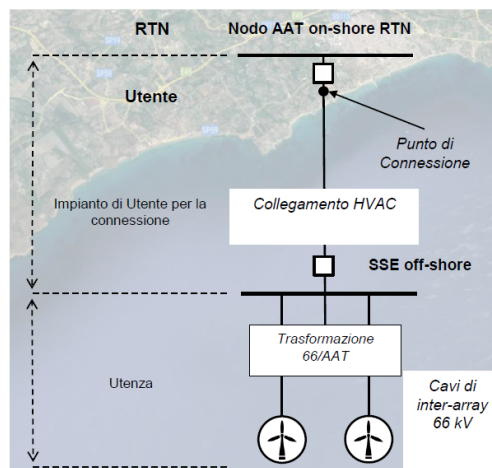 RTN
Nodo AAT on-shore RTN
Utente
Punto di
Connessione
Impianto di Utente per la
connessione
Collegamento HVAC
SSE off-shore
Trasformazione
66/AAT
Utenza
Cavi di
inter-array
66 kV